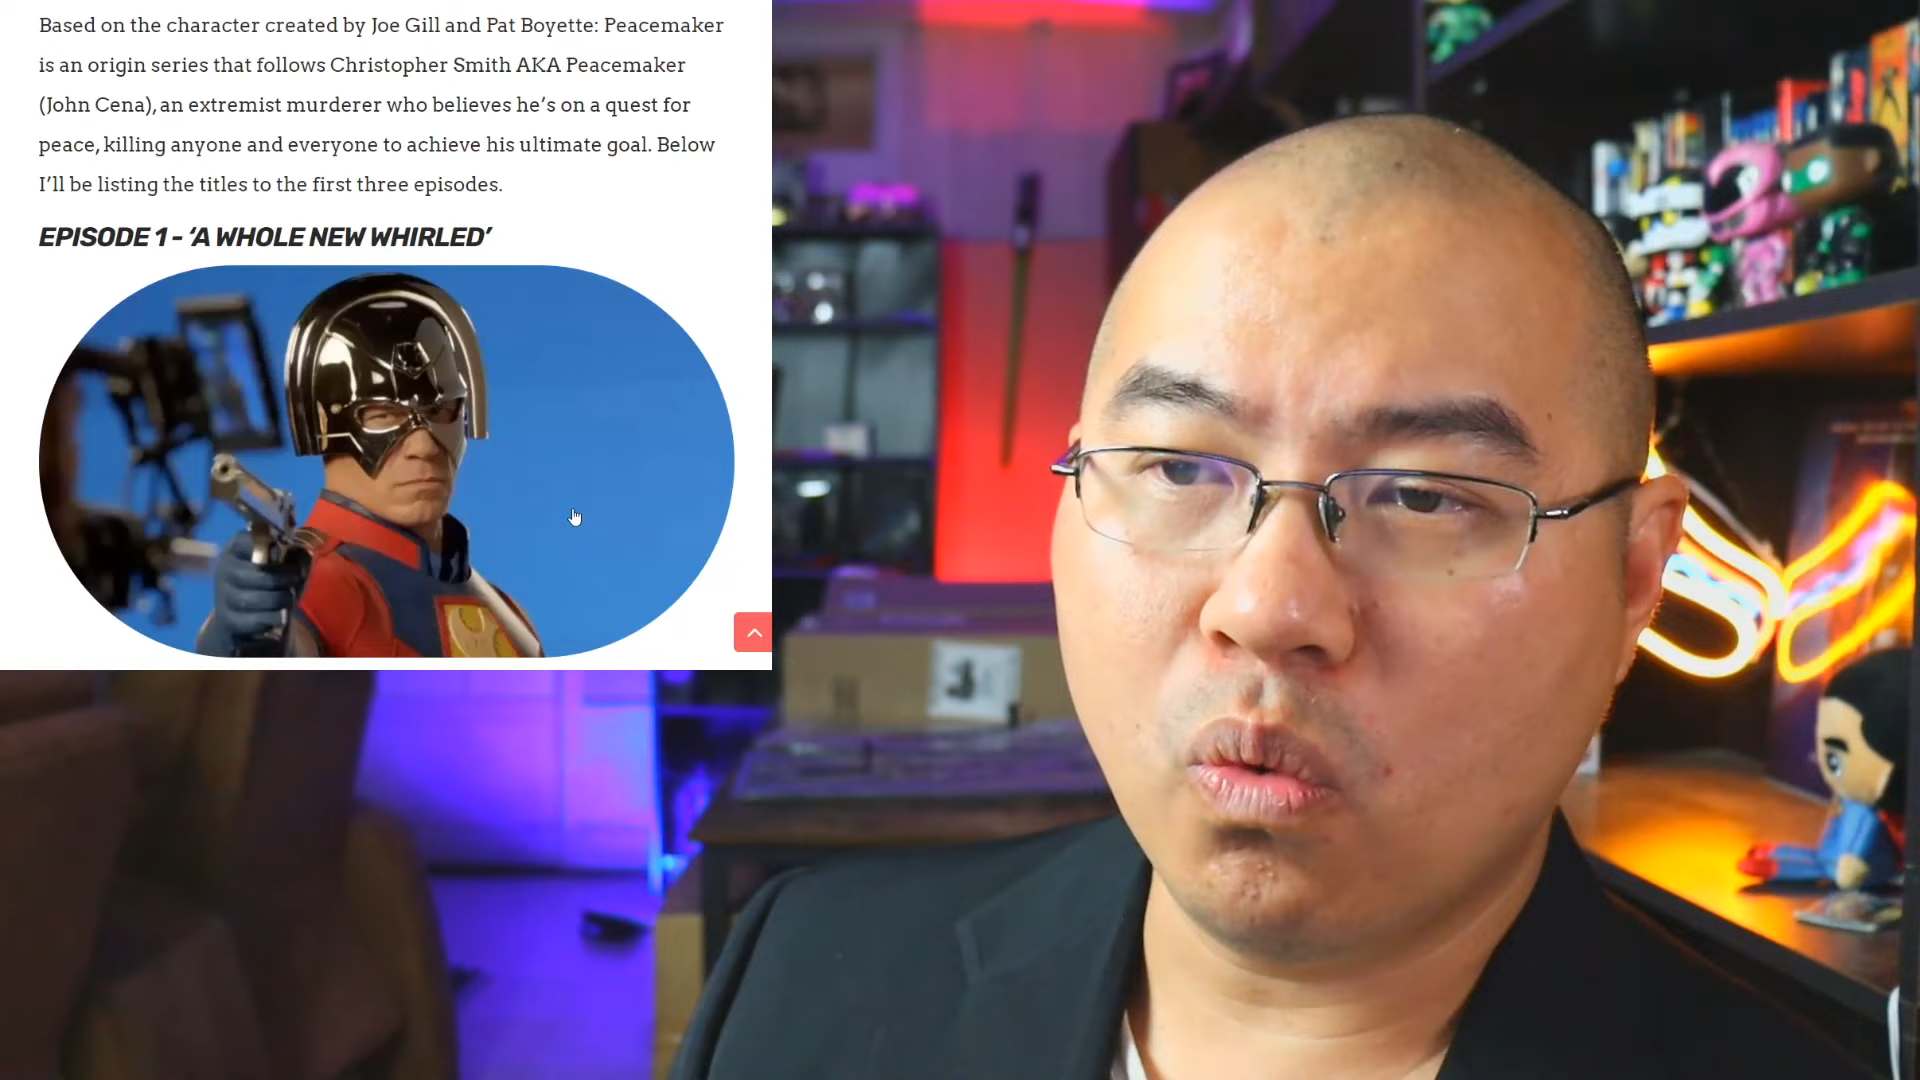 Based on the character created by Joe Gill and Pat Boyette: Peacemaker
is an origin series that follows Christopher Smith AKA Peacemaker
(John Cena), an extremist murderer who believes he’s on a quest for
peace, killing anyone and everyone to achieve his ultimate goal. Below
I’ll be listing the titles to the first three episodes.
EPISODE 1 - ‘A WHOLE NEW WHIRLED’